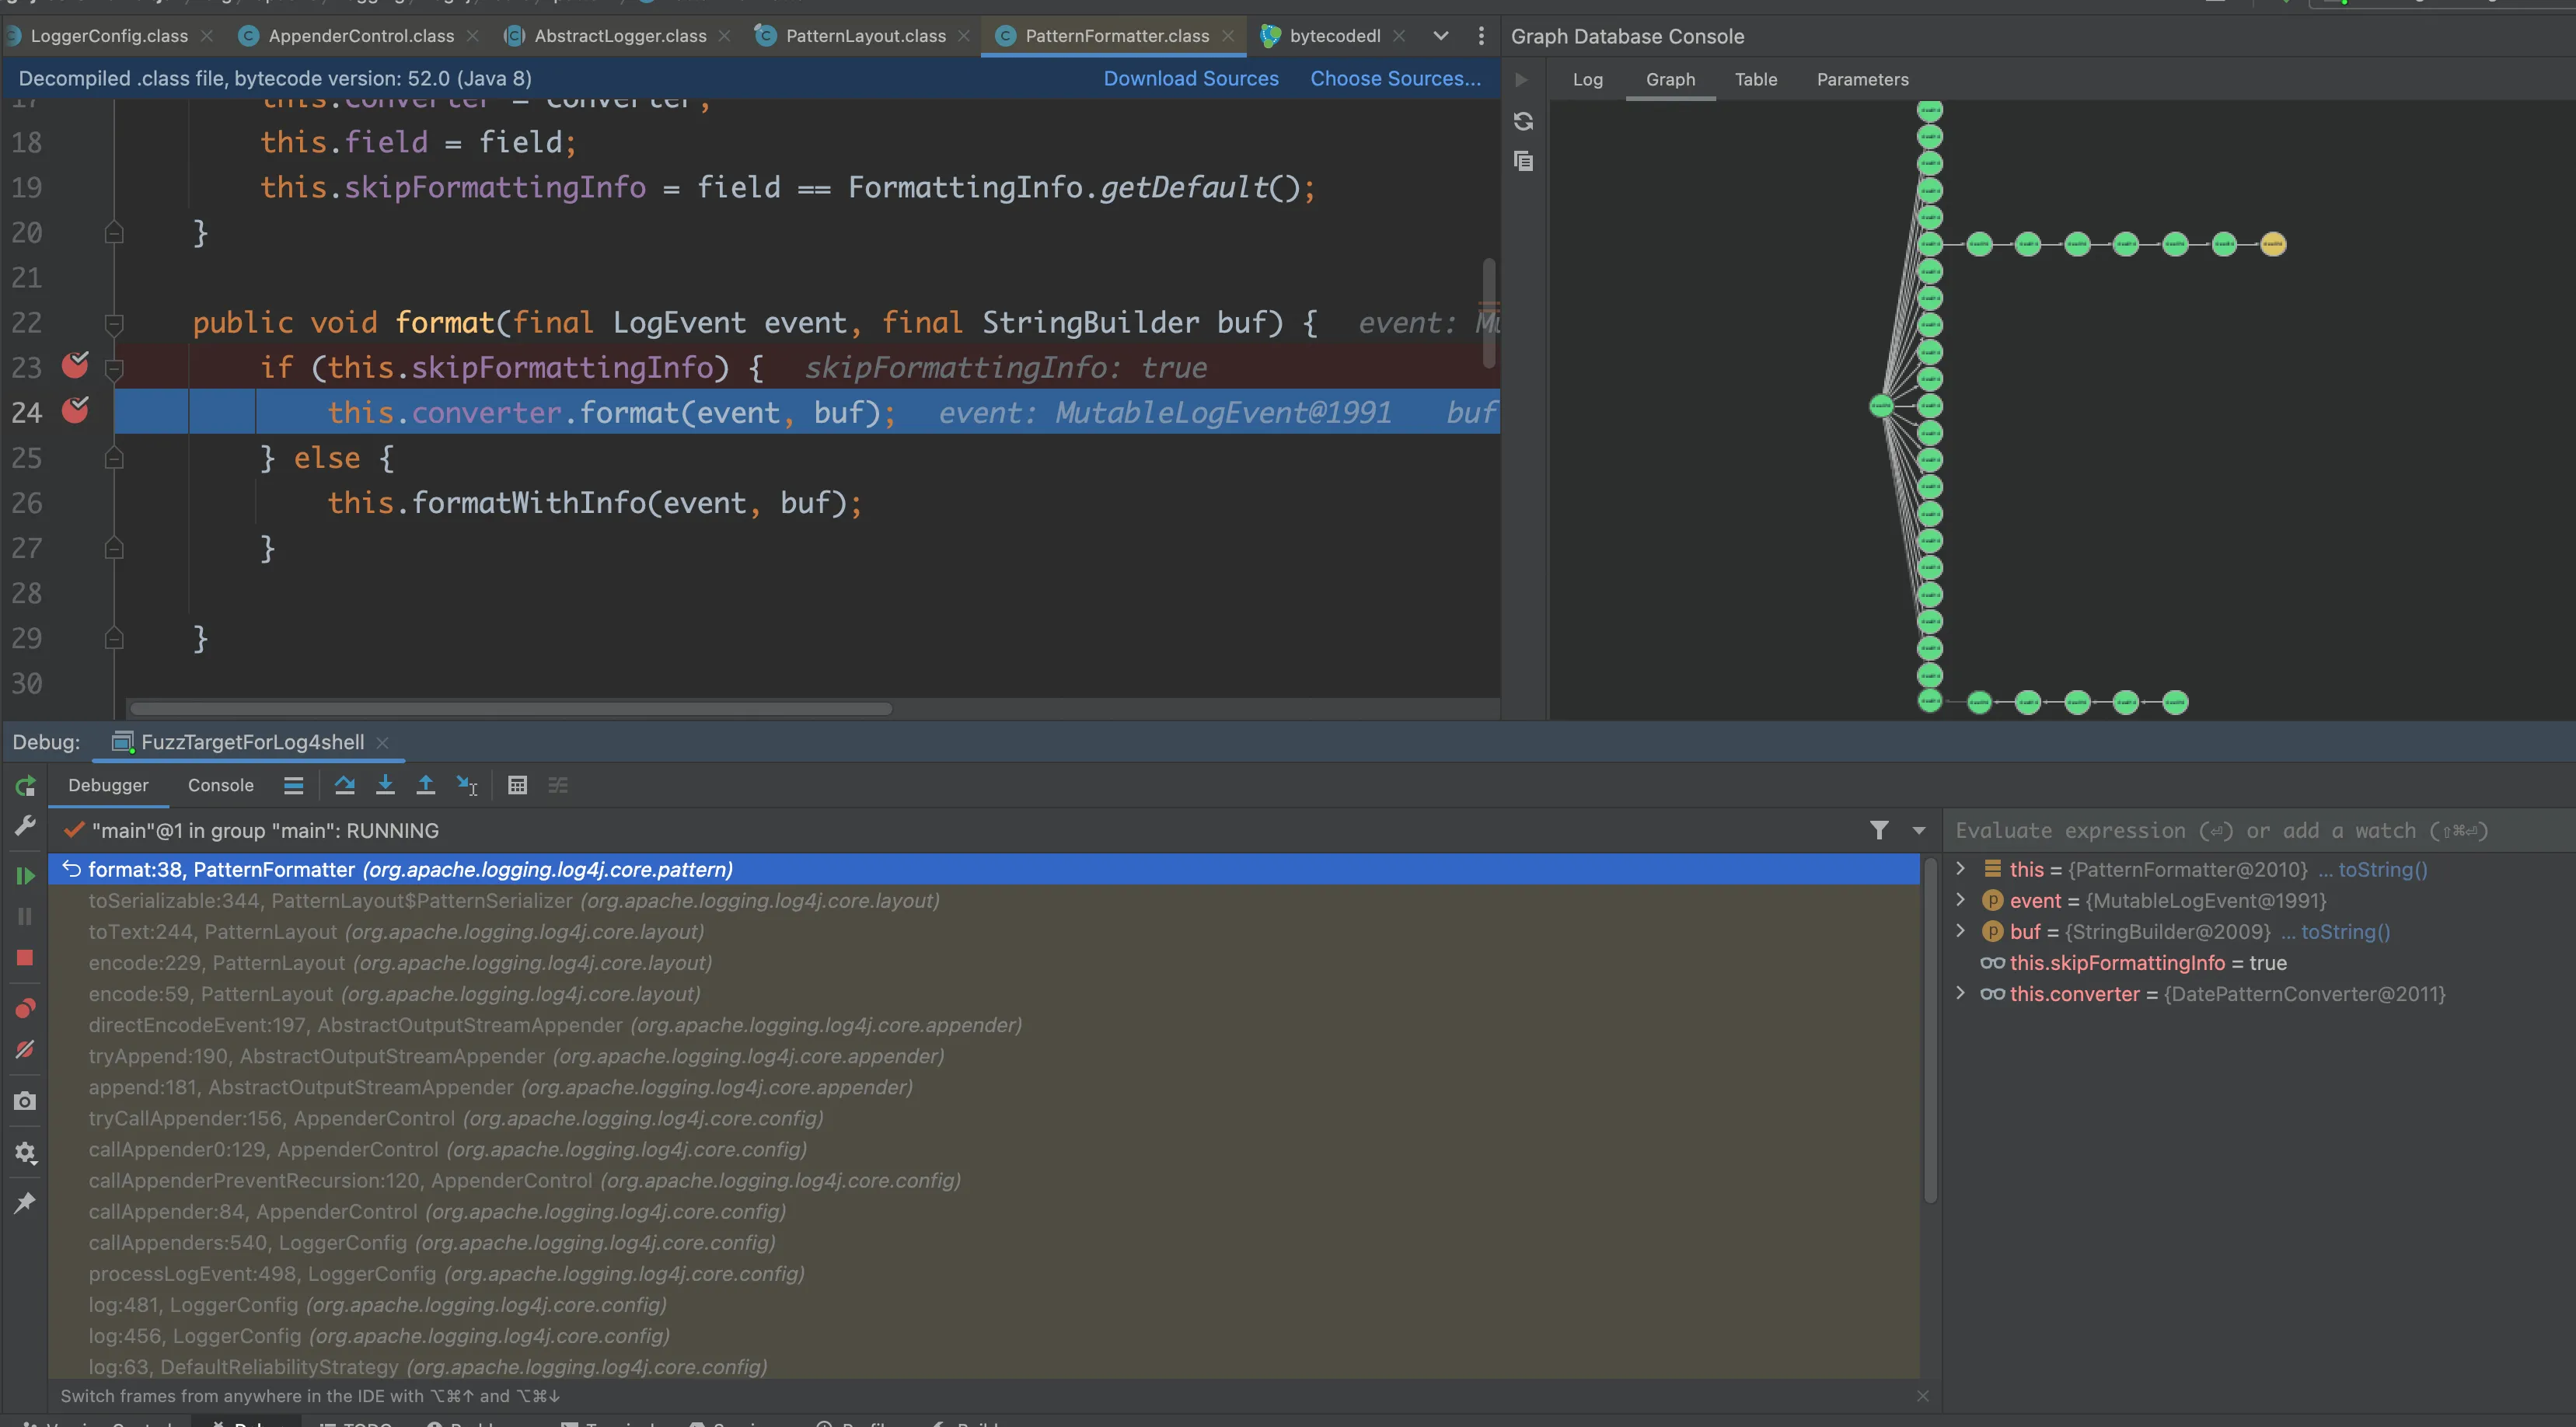 LoggerConfig.class
AppenderControl.class
AbstractLogger.class
PatternLayout.class
PatternFormatter.class
bytecodedl
Graph Database Console
Decompiled .class file, bytecode version: 52.0 (Java 8)
Download Sources
Choose Sources...
Log
Graph
Table
Parameters
17 this.converter = converter;
18 this.field = field;
19 this.skipFormattingInfo = field == FormattingInfo.getDefault();
20 }
21
22 public void format(final LogEvent event, final StringBuilder buf) { event: Mu
23 if (this.skipFormattingInfo) { skipFormattingInfo: true
24 this.converter.format(event, buf); event: MutableLogEvent@1991 buf
25 } else {
26 this.formatWithInfo(event, buf);
27 }
28
29 }
30
Debug:
FuzzTargetForLog4shell
Debugger
Console
"main"@1 in group "main": RUNNING
Evaluate expression (⏎) or add a watch (⇧⌘⏎)
format:38, PatternFormatter (org.apache.logging.log4j.core.pattern)
toSerializable:344, PatternLayout$PatternSerializer (org.apache.logging.log4j.core.layout)
toText:244, PatternLayout (org.apache.logging.log4j.core.layout)
encode:229, PatternLayout (org.apache.logging.log4j.core.layout)
encode:59, PatternLayout (org.apache.logging.log4j.core.layout)
directEncodeEvent:197, AbstractOutputStreamAppender (org.apache.logging.log4j.core.appender)
tryAppend:190, AbstractOutputStreamAppender (org.apache.logging.log4j.core.appender)
append:181, AbstractOutputStreamAppender (org.apache.logging.log4j.core.appender)
tryCallAppender:156, AppenderControl (org.apache.logging.log4j.core.config)
callAppender0:129, AppenderControl (org.apache.logging.log4j.core.config)
callAppenderPreventRecursion:120, AppenderControl (org.apache.logging.log4j.core.config)
callAppender:84, AppenderControl (org.apache.logging.log4j.core.config)
callAppenders:540, LoggerConfig (org.apache.logging.log4j.core.config)
processLogEvent:498, LoggerConfig (org.apache.logging.log4j.core.config)
log:481, LoggerConfig (org.apache.logging.log4j.core.config)
log:456, LoggerConfig (org.apache.logging.log4j.core.config)
log:63, DefaultReliabilityStrategy (org.apache.logging.log4j.core.config)
this = {PatternFormatter@2010} ... toString()
event = {MutableLogEvent@1991}
buf = {StringBuilder@2009} ... toString()
this.skipFormattingInfo = true
this.converter = {DatePatternConverter@2011}
Switch frames from anywhere in the IDE with ⌥⌘↑ and ⌥⌘↓